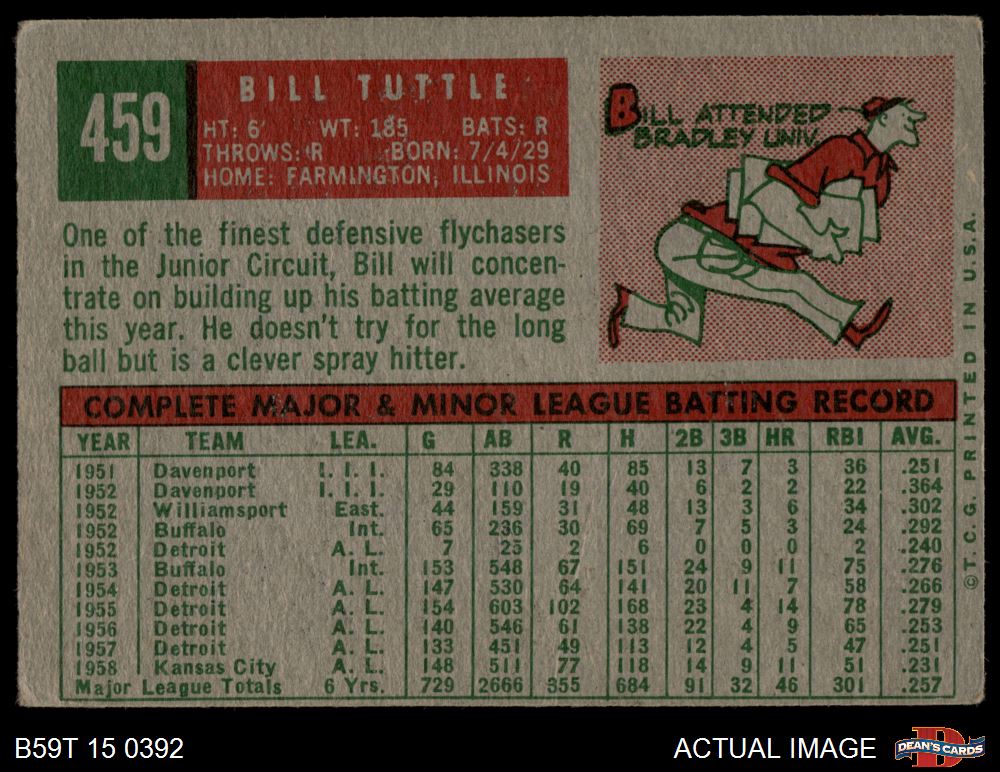 459
BILL TUTTLE
HT: 6' WT: 185 BATS: R
THROWS: R BORN: 7/4/29
HOME: FARMINGTON, ILLINOIS
BILL ATTENDED
BRADLEY UNIV.
One of the finest defensive flychasers
in the Junior Circuit, Bill will concen-
trate on building up his batting average
this year. He doesn't try for the long
ball but is a clever spray hitter.
COMPLETE MAJOR & MINOR LEAGUE BATTING RECORD
YEAR TEAM LEA. G AB R H 2B 3B HR RBI AVG.
1951 Davenport I. I. I. 84 338 40 85 13 7 3 36 .251
1952 Davenport I. I. I. 29 110 19 40 6 2 2 22 .364
1952 Williamsport East. 44 159 31 48 13 3 6 34 .302
1952 Buffalo Int. 65 236 30 69 7 5 3 24 .292
1952 Detroit A. L. 7 25 2 6 0 0 0 2 .240
1953 Buffalo Int. 153 548 67 151 24 9 11 75 .276
1954 Detroit A. L. 147 530 64 141 20 11 7 58 .266
1955 Detroit A. L. 154 603 102 168 23 4 14 78 .279
1956 Detroit A. L. 140 546 61 138 22 4 9 65 .253
1957 Detroit A. L. 133 451 49 113 12 4 5 47 .251
1958 Kansas City A. L. 148 511 77 118 14 9 11 51 .231
Major League Totals 6 Yrs. 729 2666 355 684 91 32 46 301 .257
©T. C. G. PRINTED IN U.S.A.
B59T 15 0392
ACTUAL IMAGE
D
DEAN'S CARDS